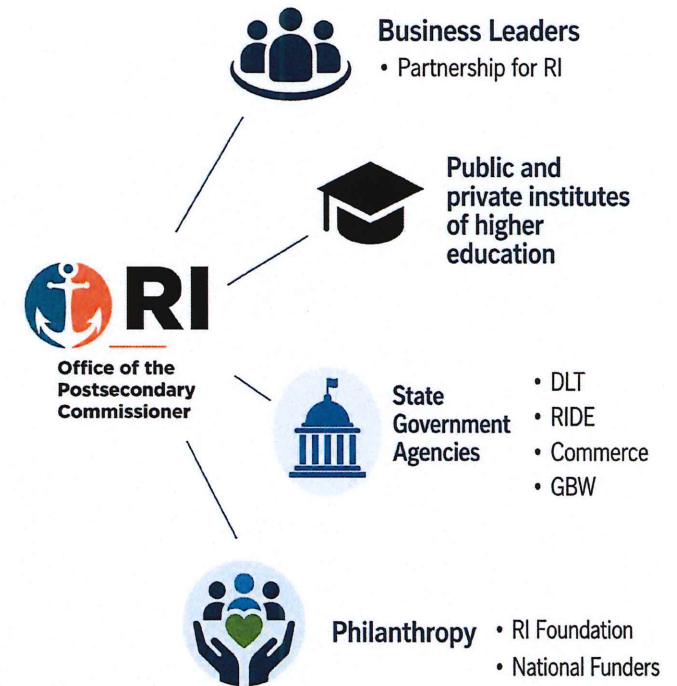 Business Leaders
• Partnership for RI
Public and
private institutes
of higher
education
RI
Office of the
Postsecondary
Commissioner
State
Government
Agencies
• DLT
• RIDE
• Commerce
• GBW
Philanthropy
• RI Foundation
• National Funders